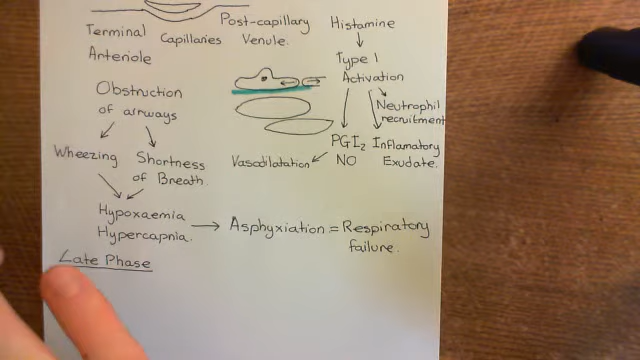 Terminal
Arteriole
Capillaries
Post-capillary
Venule.
Histamine
Type 1
Activation
Neutrophil
recruitment
PGI2
NO
Inflamatory
Exudate.
Vasodilatation
Obstruction
of airways
Wheezing
Shortness
of Breath.
Hypoxaemia
Hypercapnia.
Asphyxiation = Respiratory
failure.
Late Phase